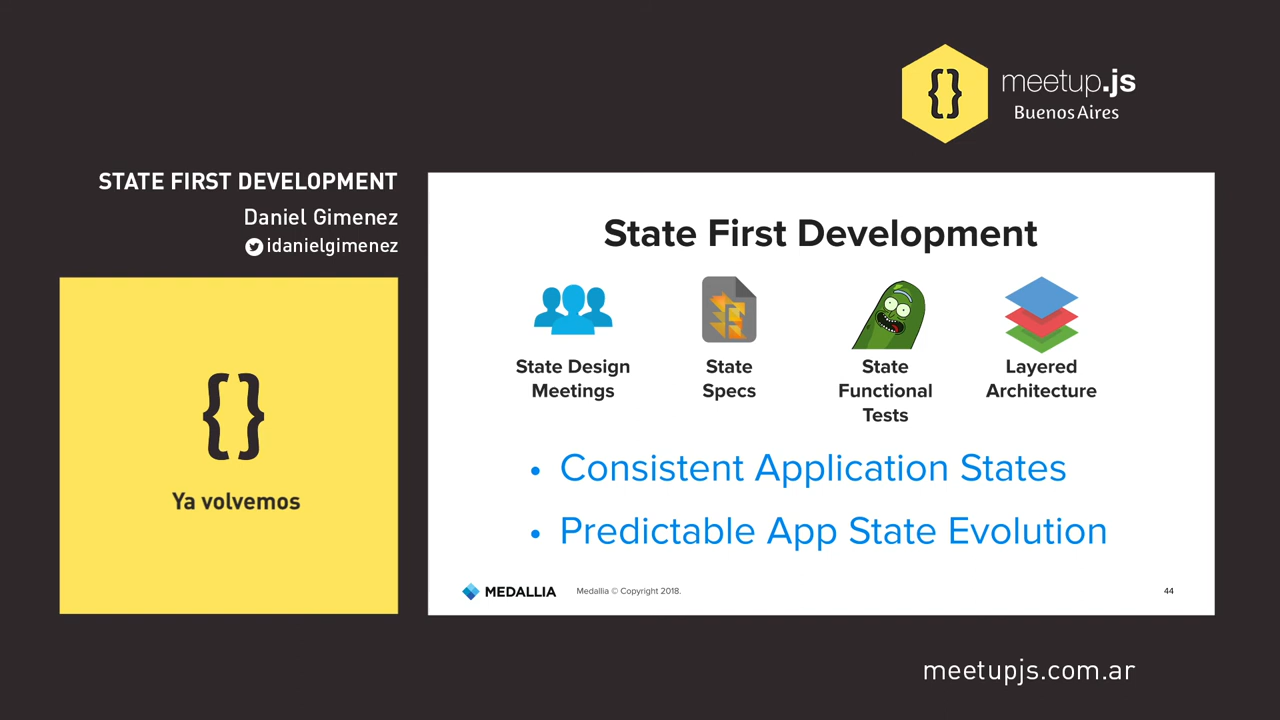 {}
meetup.js
Buenos Aires
STATE FIRST DEVELOPMENT
Daniel Gimenez
idanielgimenez
{}
Ya volvemos
State First Development
State Design
Meetings
State
Specs
State
Functional
Tests
Layered
Architecture
• Consistent Application States
• Predictable App State Evolution
MEDALLIA
Medallia © Copyright 2018.
44
meetupjs.com.ar